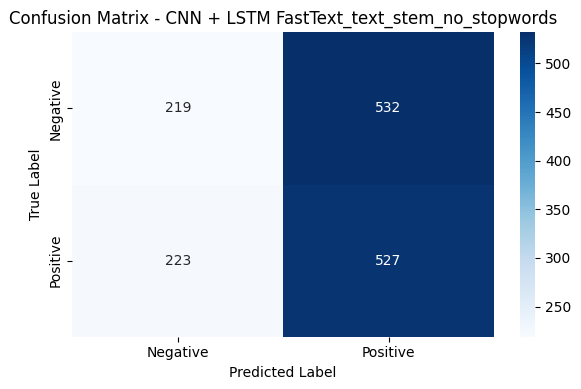 Confusion Matrix - CNN + LSTM FastText_text_stem_no_stopwords
True Label
Negative
219
532
Positive
223
527
Negative
Positive
Predicted Label
500
450
400
350
300
250